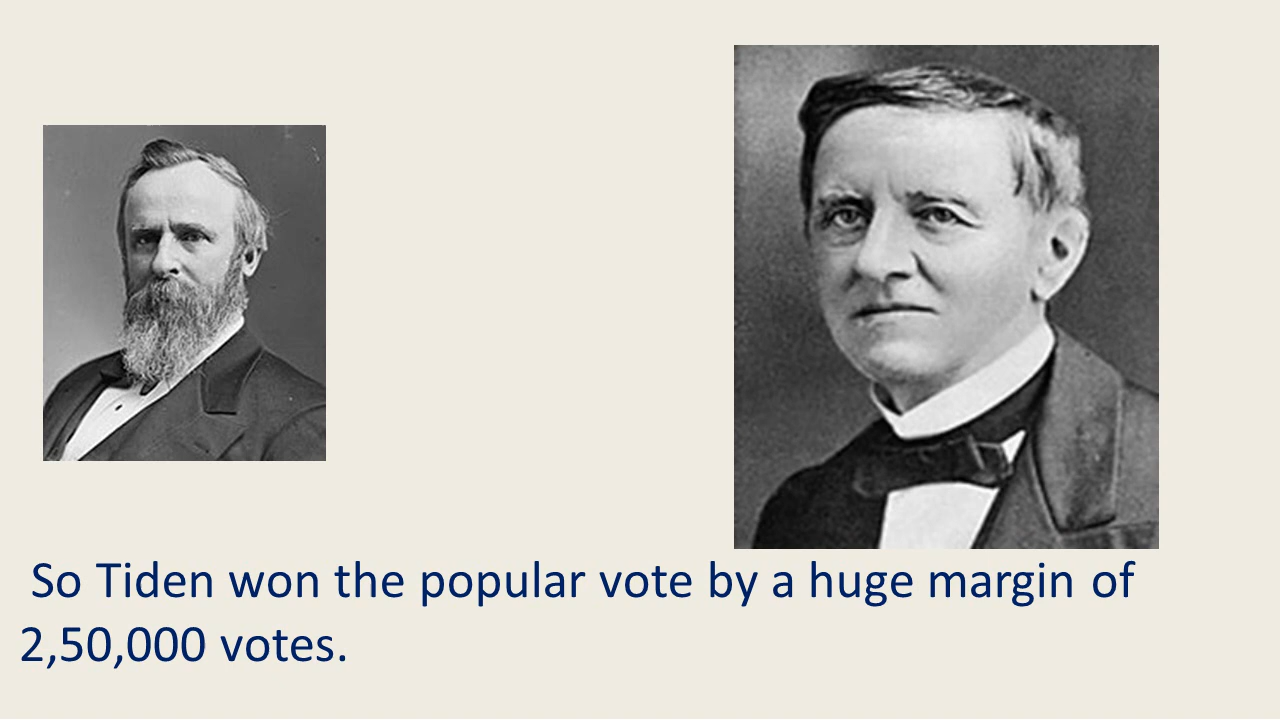 So Tiden won the popular vote by a huge margin of
2,50,000 votes.